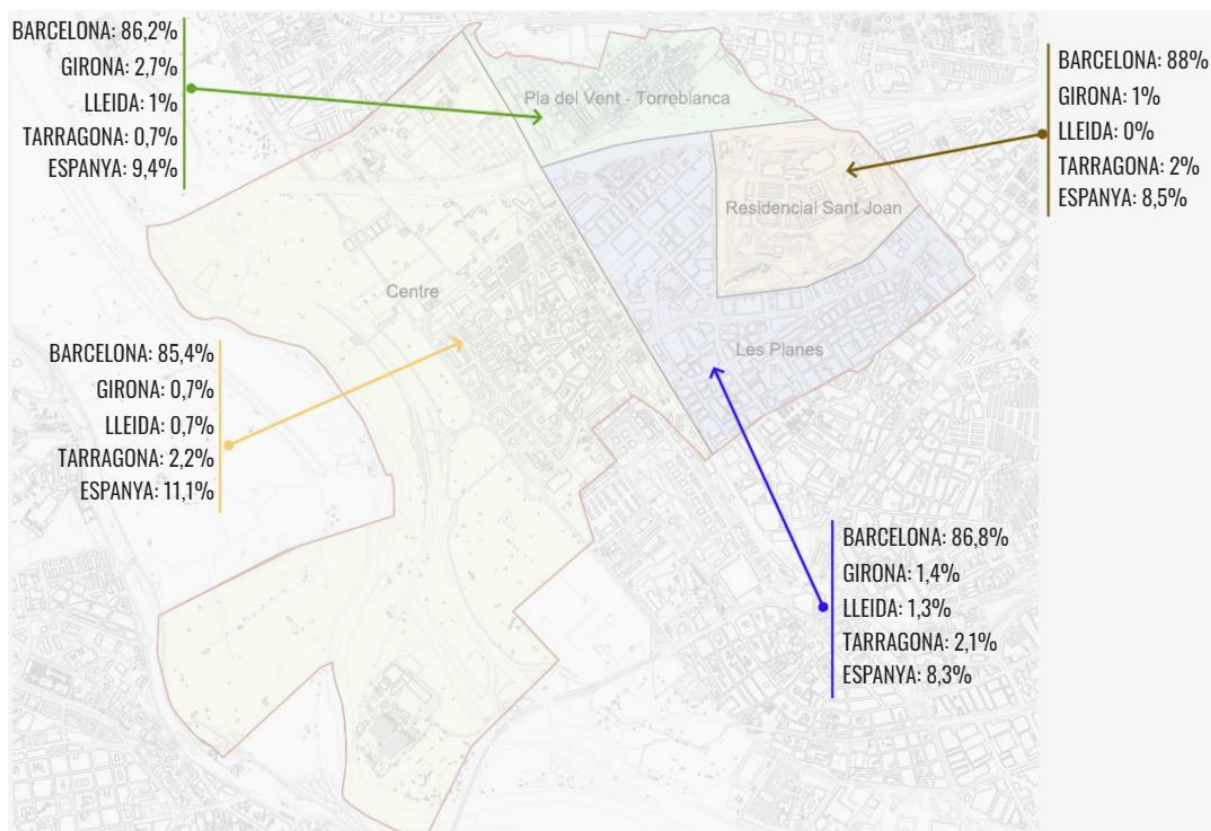 BARCELONA: 86,2%
GIRONA: 2,7%
LLEIDA: 1%
TARRAGONA: 0,7%
ESPANYA: 9,4%
BARCELONA: 88%
GIRONA: 1%
LLEIDA: 0%
TARRAGONA: 2%
ESPANYA: 8,5%
Pla del Vent - Torreblanca
Residencial Sant Joan
Centre
Les Planes
BARCELONA: 85,4%
GIRONA: 0,7%
LLEIDA: 0,7%
TARRAGONA: 2,2%
ESPANYA: 11,1%
BARCELONA: 86,8%
GIRONA: 1,4%
LLEIDA: 1,3%
TARRAGONA: 2,1%
ESPANYA: 8,3%